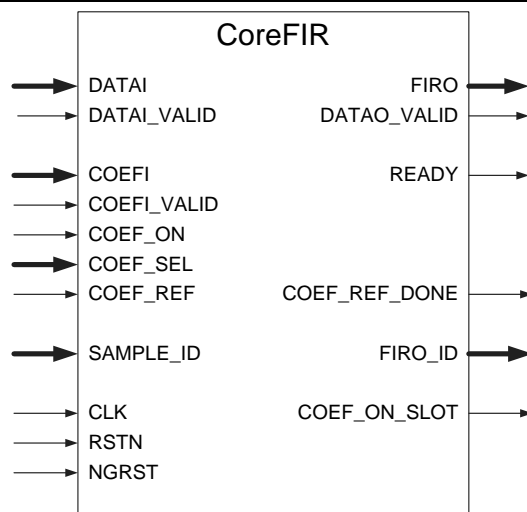 CoreFIR
DATAI FIRO
DATAI_VALID DATAO_VALID
COEFI READY
COEFI_VALID
COEF_ON
COEF_SEL
COEF_REF COEF_REF_DONE
SAMPLE_ID FIRO_ID
CLK COEF_ON_SLOT
RSTN
NGRST